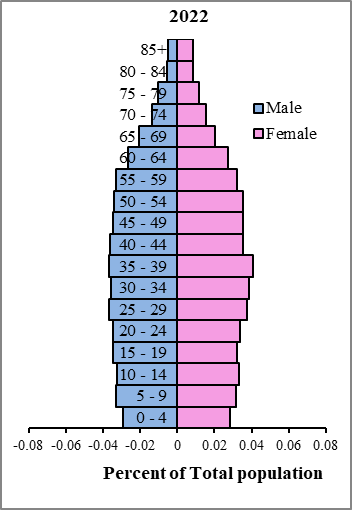 2022
85+
80 - 84
75 - 79
70 - 74
Male
65 - 69
Female
60 - 64
55 - 59
50 - 54
45 - 49
40 - 44
35 - 39
30 - 34
25 - 29
20 - 24
15 - 19
10 - 14
5 - 9
0 - 4
-0.08 -0.06 -0.04 -0.02 0 0.02 0.04 0.06 0.08
Percent of Total population